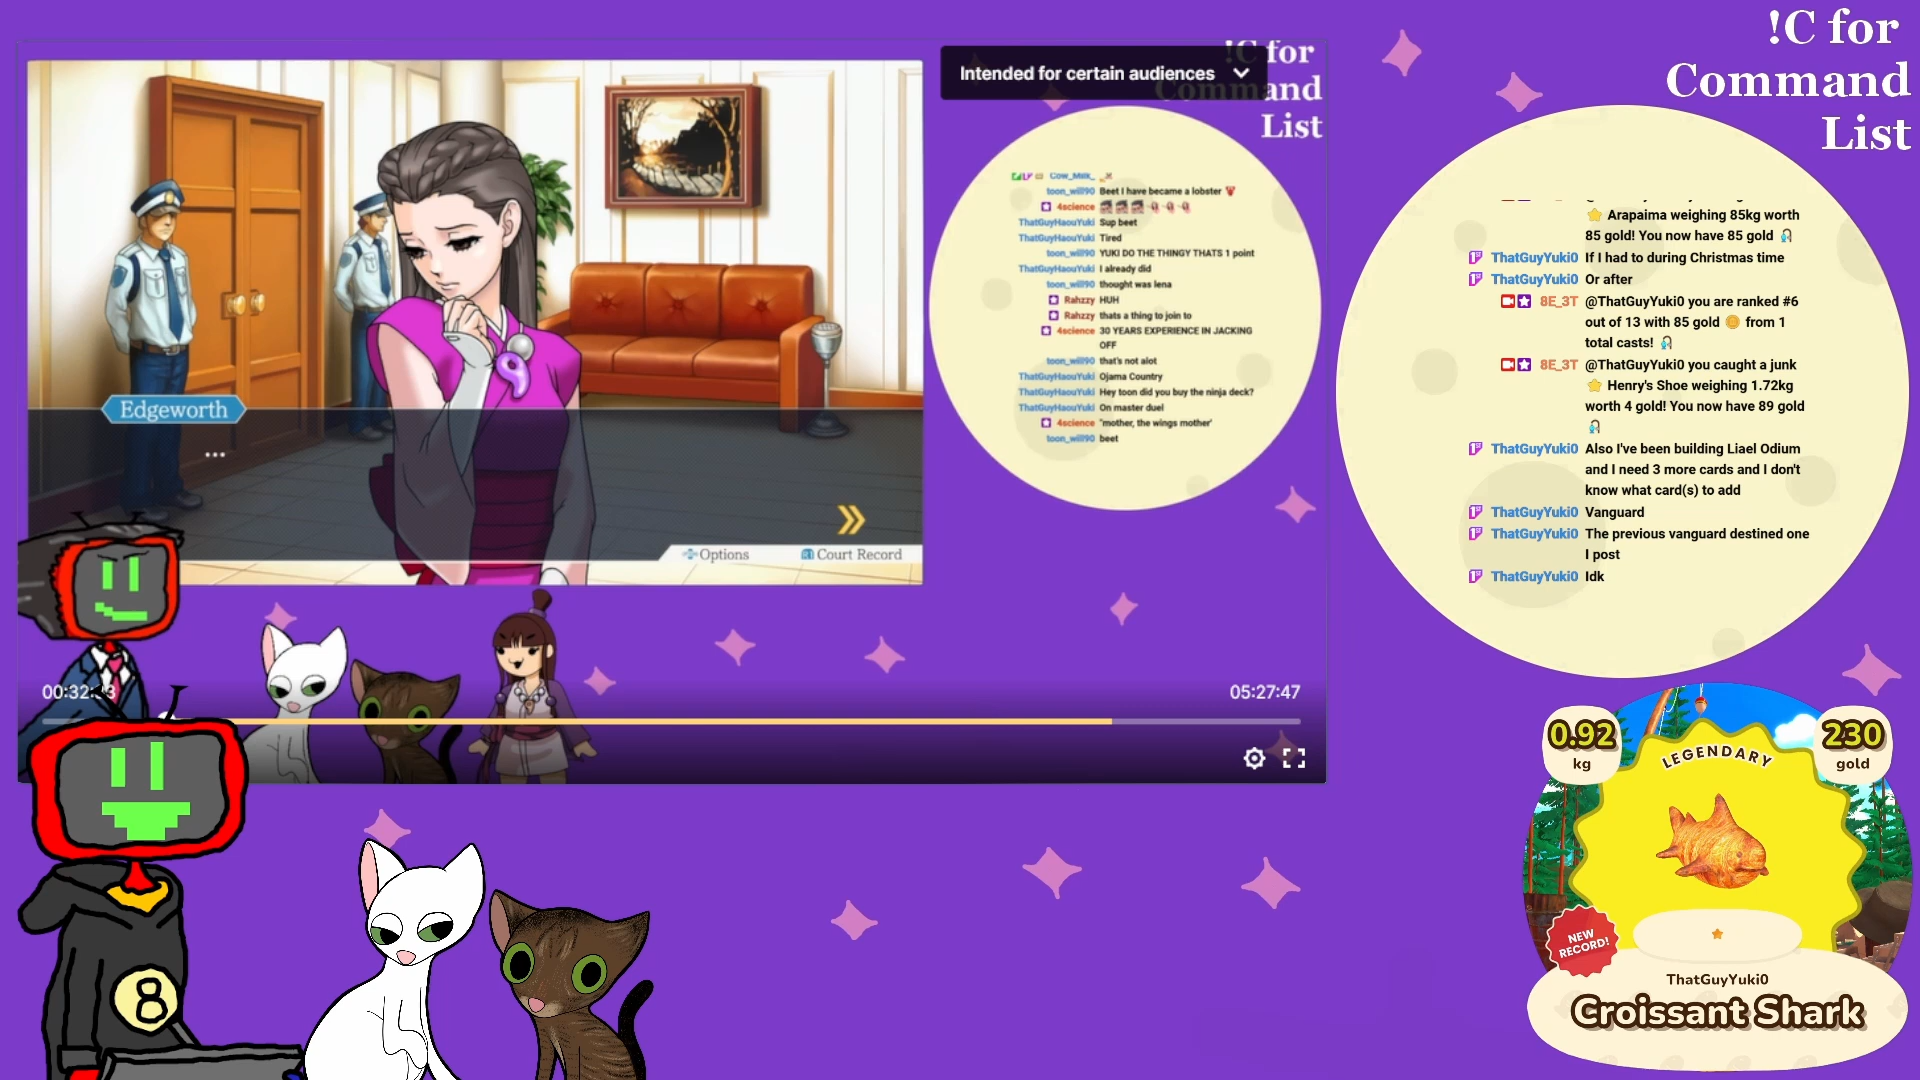 !C for
Command
List
Intended for certain audiences
!C for
Command
List
Edgeworth
...
Options
Court Record
Cow_Milk_
toon_will90 Beet I have became a lobster
4science
ThatGuyHaouYuki Sup beet
ThatGuyHaouYuki Tired
toon_will90 YUKI DO THE THINGY THATS 1 point
ThatGuyHaouYuki I already did
toon_will90 thought was lena
Rahzzy HUH
Rahzzy thats a thing to join to
4science 30 YEARS EXPERIENCE IN JACKING
OFF
toon_will90 that's not alot
ThatGuyHaouYuki Ojama Country
ThatGuyHaouYuki Hey toon did you buy the ninja deck?
ThatGuyHaouYuki On master duel
4science "mother, the wings mother'
toon_will90 beet
Arapaima weighing 85kg worth
85 gold! You now have 85 gold
ThatGuyYuki0 If I had to during Christmas time
ThatGuyYuki0 Or after
8E_3T @ThatGuyYuki0 you are ranked #6
out of 13 with 85 gold from 1
total casts!
8E_3T @ThatGuyYuki0 you caught a junk
Henry's Shoe weighing 1.72kg
worth 4 gold! You now have 89 gold
ThatGuyYuki0 Also I've been building Liael Odium
and I need 3 more cards and I don't
know what card(s) to add
ThatGuyYuki0 Vanguard
ThatGuyYuki0 The previous vanguard destined one
I post
ThatGuyYuki0 Idk
05:27:47
8
0.92
kg
LEGENDARY
230
gold
NEW
RECORD!
ThatGuyYuki0
Croissant Shark